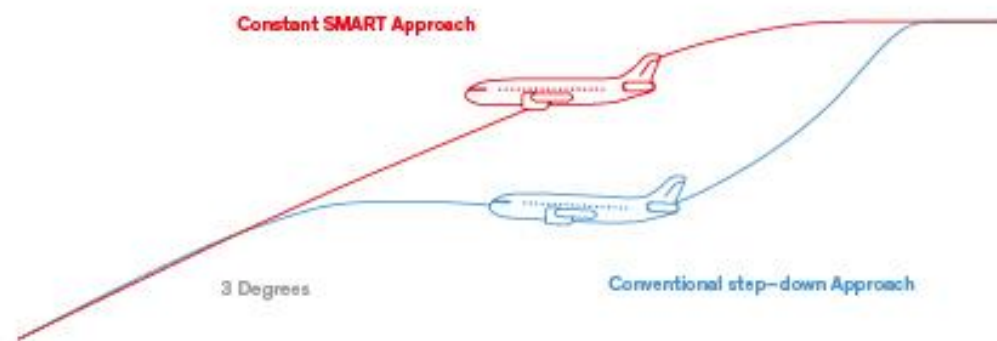 Constant SMART Approach
3 Degrees
Conventional step-down Approach